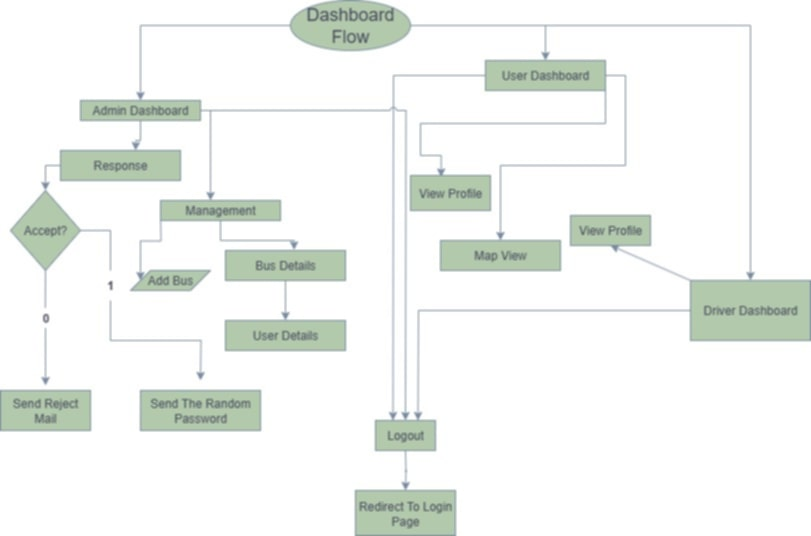 Dashboard
Flow
User Dashboard
Admin Dashboard
Response
View Profile
Management
Accept?
View Profile
Map View
Bus Details
Add Bus
1
Driver Dashboard
0
User Details
Send Reject
Mail
Send The Random
Password
Logout
Redirect To Login
Page